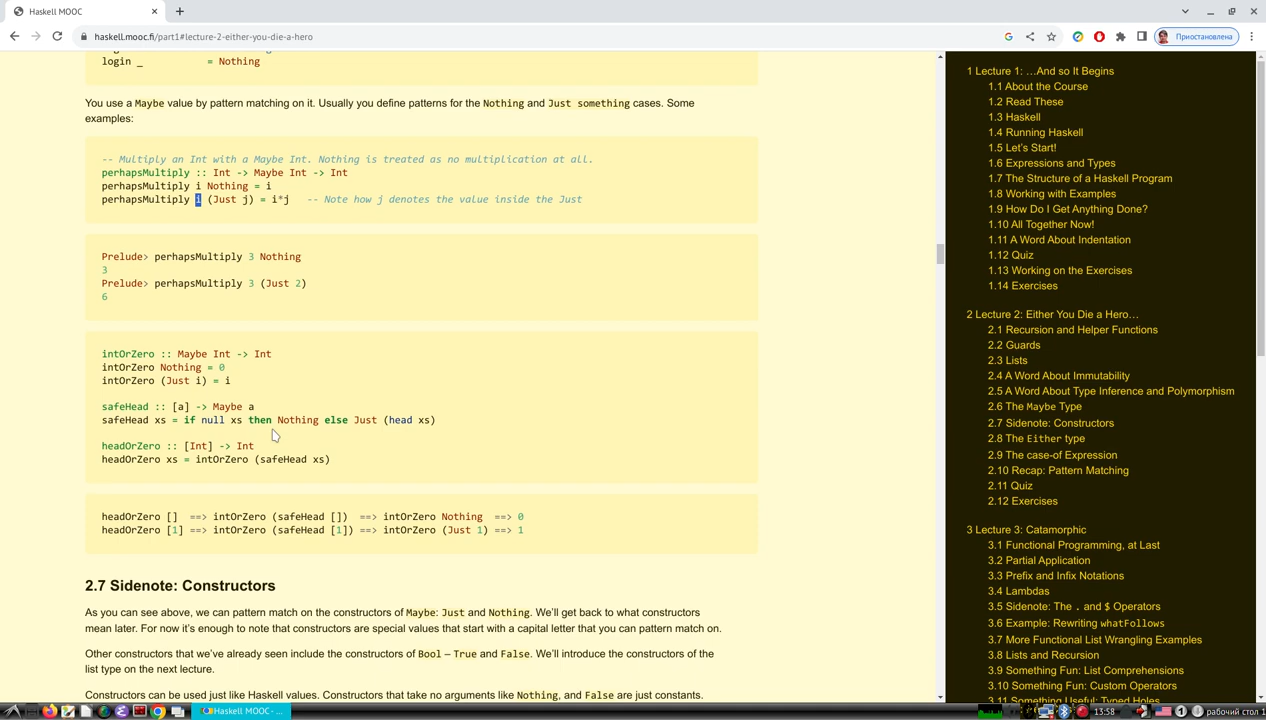 Haskell MOOC
haskell.mooc.fi/part1#lecture-2-either-you-die-a-hero
Приостановлена
login _ = Nothing
You use a Maybe value by pattern matching on it. Usually you define patterns for the Nothing and Just something cases. Some
examples:
-- Multiply an Int with a Maybe Int. Nothing is treated as no multiplication at all.
perhapsMultiply :: Int -> Maybe Int -> Int
perhapsMultiply i Nothing = i
perhapsMultiply i (Just j) = i*j -- Note how j denotes the value inside the Just
Prelude> perhapsMultiply 3 Nothing
3
Prelude> perhapsMultiply 3 (Just 2)
6
intOrZero :: Maybe Int -> Int
intOrZero Nothing = 0
intOrZero (Just i) = i
safeHead :: [a] -> Maybe a
safeHead xs = if null xs then Nothing else Just (head xs)
headOrZero :: [Int] -> Int
headOrZero xs = intOrZero (safeHead xs)
headOrZero [] ==> intOrZero (safeHead []) ==> intOrZero Nothing ==> 0
headOrZero [1] ==> intOrZero (safeHead [1]) ==> intOrZero (Just 1) ==> 1
2.7 Sidenote: Constructors
As you can see above, we can pattern match on the constructors of Maybe: Just and Nothing. We'll get back to what constructors
mean later. For now it's enough to note that constructors are special values that start with a capital letter that you can pattern match on.
Other constructors that we've already seen include the constructors of Bool – True and False. We'll introduce the constructors of the
list type on the next lecture.
Constructors can be used just like Haskell values. Constructors that take no arguments like Nothing, and False are just constants.
1 Lecture 1: …And so It Begins
1.1 About the Course
1.2 Read These
1.3 Haskell
1.4 Running Haskell
1.5 Let's Start!
1.6 Expressions and Types
1.7 The Structure of a Haskell Program
1.8 Working with Examples
1.9 How Do I Get Anything Done?
1.10 All Together Now!
1.11 A Word About Indentation
1.12 Quiz
1.13 Working on the Exercises
1.14 Exercises
2 Lecture 2: Either You Die a Hero…
2.1 Recursion and Helper Functions
2.2 Guards
2.3 Lists
2.4 A Word About Immutability
2.5 A Word About Type Inference and Polymorphism
2.6 The Maybe Type
2.7 Sidenote: Constructors
2.8 The Either type
2.9 The case-of Expression
2.10 Recap: Pattern Matching
2.11 Quiz
2.12 Exercises
3 Lecture 3: Catamorphic
3.1 Functional Programming, at Last
3.2 Partial Application
3.3 Prefix and Infix Notations
3.4 Lambdas
3.5 Sidenote: The . and $ Operators
3.6 Example: Rewriting whatFollows
3.7 More Functional List Wrangling Examples
3.8 Lists and Recursion
3.9 Something Fun: List Comprehensions
3.10 Something Fun: Custom Operators
3.11 Something Useful: Typed Holes
Haskell MOOC -
13:58
рабочий стол 1